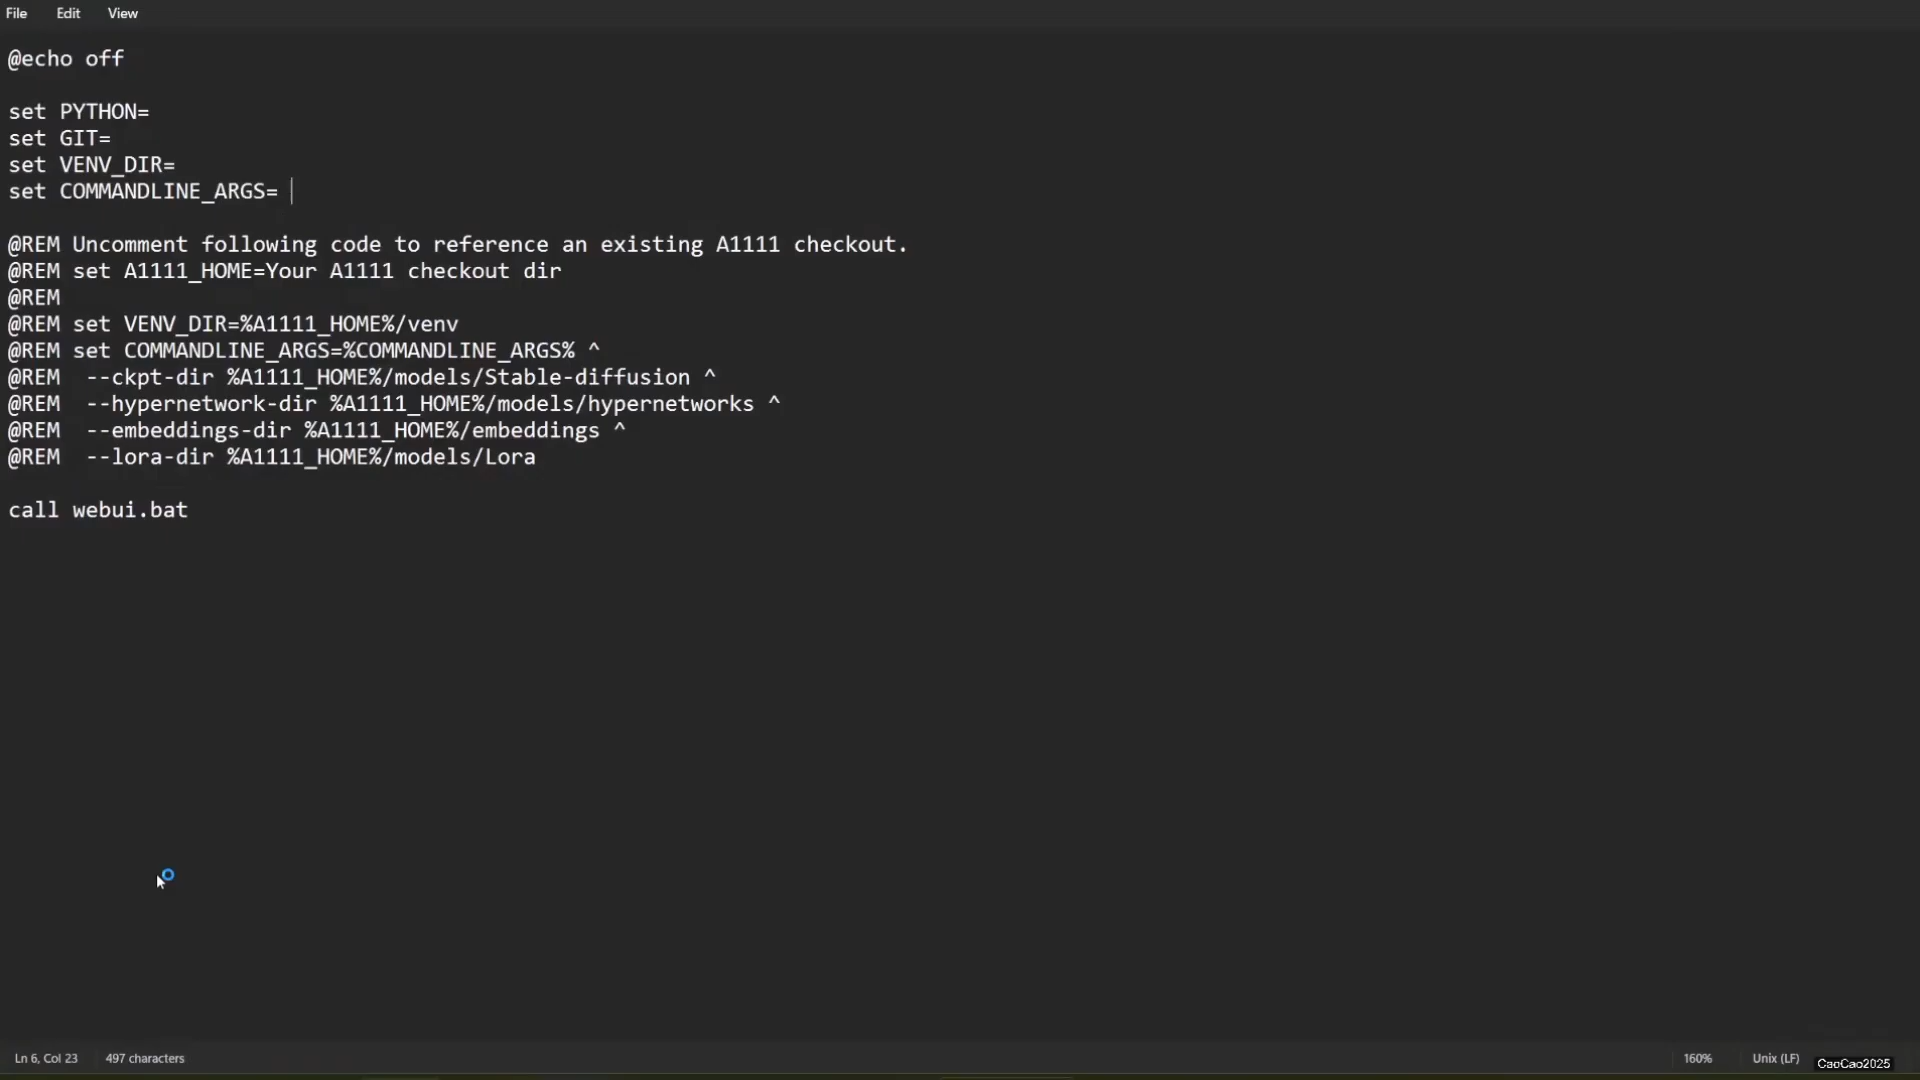 File Edit View
@echo off
set PYTHON=
set GIT=
set VENV_DIR=
set COMMANDLINE_ARGS=
@REM Uncomment following code to reference an existing A1111 checkout.
@REM set A1111_HOME=Your A1111 checkout dir
@REM
@REM set VENV_DIR=%A1111_HOME%/venv
@REM set COMMANDLINE_ARGS=%COMMANDLINE_ARGS% ^
@REM  --ckpt-dir %A1111_HOME%/models/Stable-diffusion ^
@REM  --hypernetwork-dir %A1111_HOME%/models/hypernetworks ^
@REM  --embeddings-dir %A1111_HOME%/embeddings ^
@REM  --lora-dir %A1111_HOME%/models/Lora
call webui.bat
Ln 6, Col 23 497 characters 160% Unix (LF) CaoCao2025